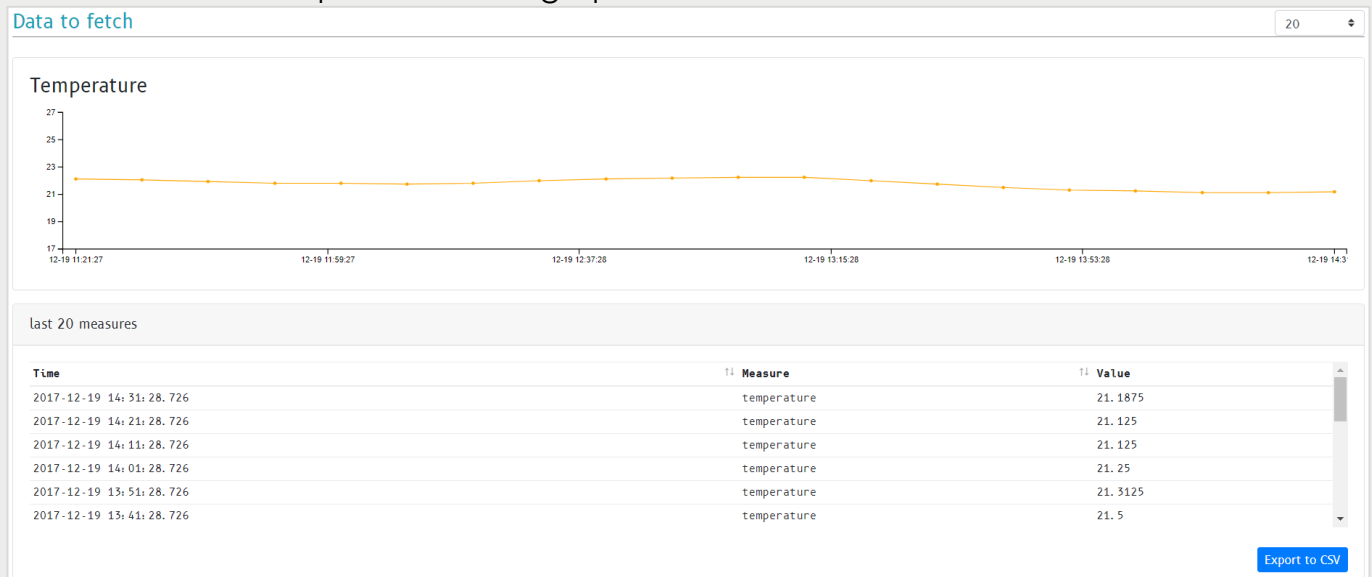 Data to fetch 20
Temperature
27
25
23
21
19
17
12-19 11:21:27 12-19 11:59:27 12-19 12:37:28 12-19 13:15:28 12-19 13:53:28 12-19 14:3
last 20 measures
Time Measure Value
2017-12-19 14:31:28.726 temperature 21.1875
2017-12-19 14:21:28.726 temperature 21.125
2017-12-19 14:11:28.726 temperature 21.125
2017-12-19 14:01:28.726 temperature 21.25
2017-12-19 13:51:28.726 temperature 21.3125
2017-12-19 13:41:28.726 temperature 21.5
Export to CSV